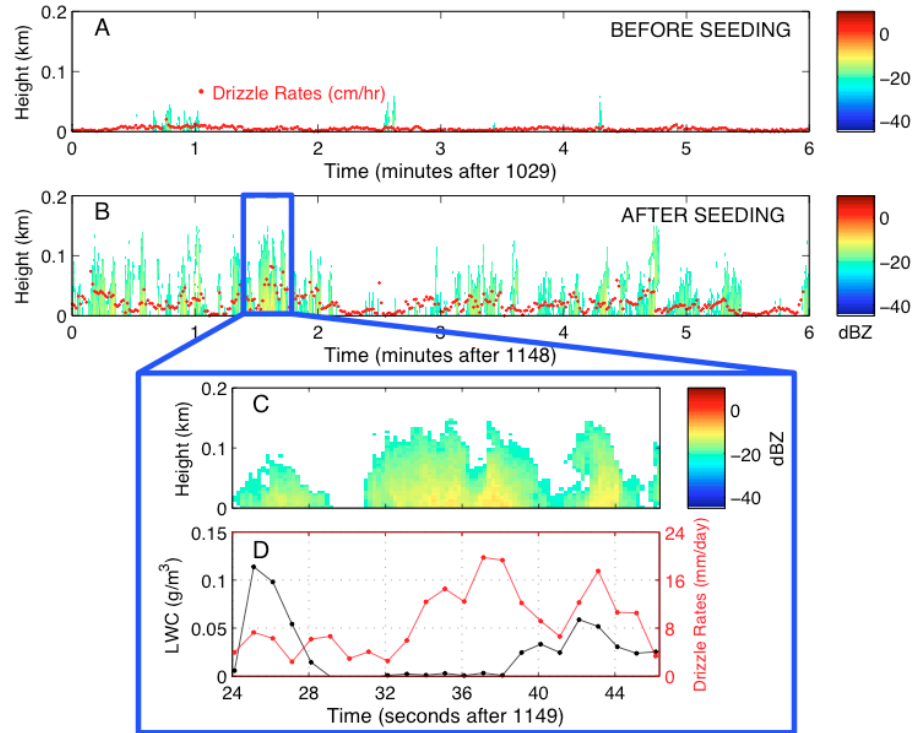 A
BEFORE SEEDING
Height (km)
0.2
0.1
0
Drizzle Rates (cm/hr)
0 1 2 3 4 5 6
Time (minutes after 1029)
0
−20
−40
B
AFTER SEEDING
Height (km)
0.2
0.1
0
0 1 2 3 4 5 6
Time (minutes after 1148)
0
−20
−40
dBZ
C
Height (km)
0.2
0.1
0
0
−20
−40
dBZ
D
LWC (g/m³)
0.15
0.1
0.05
0
24 28 32 36 40 44
Time (seconds after 1149)
24
16
8
0
Drizzle Rates (mm/day)